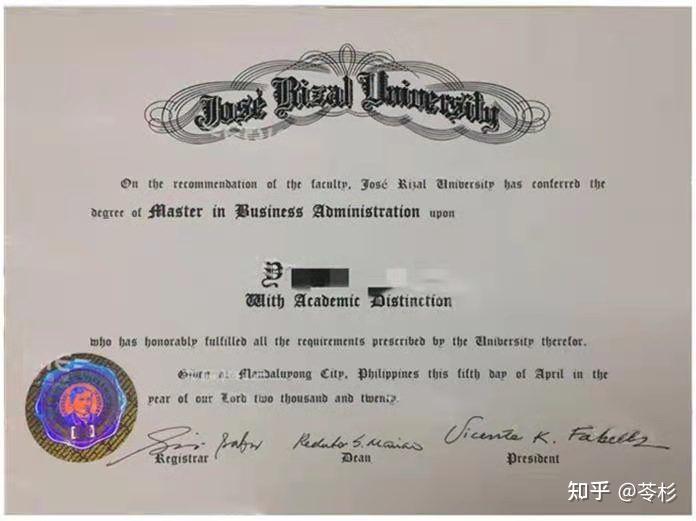 José Rizal University
On the recommendation of the faculty, José Rizal University has conferred the
degree of Master in Business Administration upon
With Academic Distinction
who has honorably fulfilled all the requirements prescribed by the University therefor.
Given at Mandaluyong City, Philippines this fifth day of April in the
year of our Lord two thousand and twenty.
Vicente K. Fabella
Registrar Dean President
知乎 @苓杉